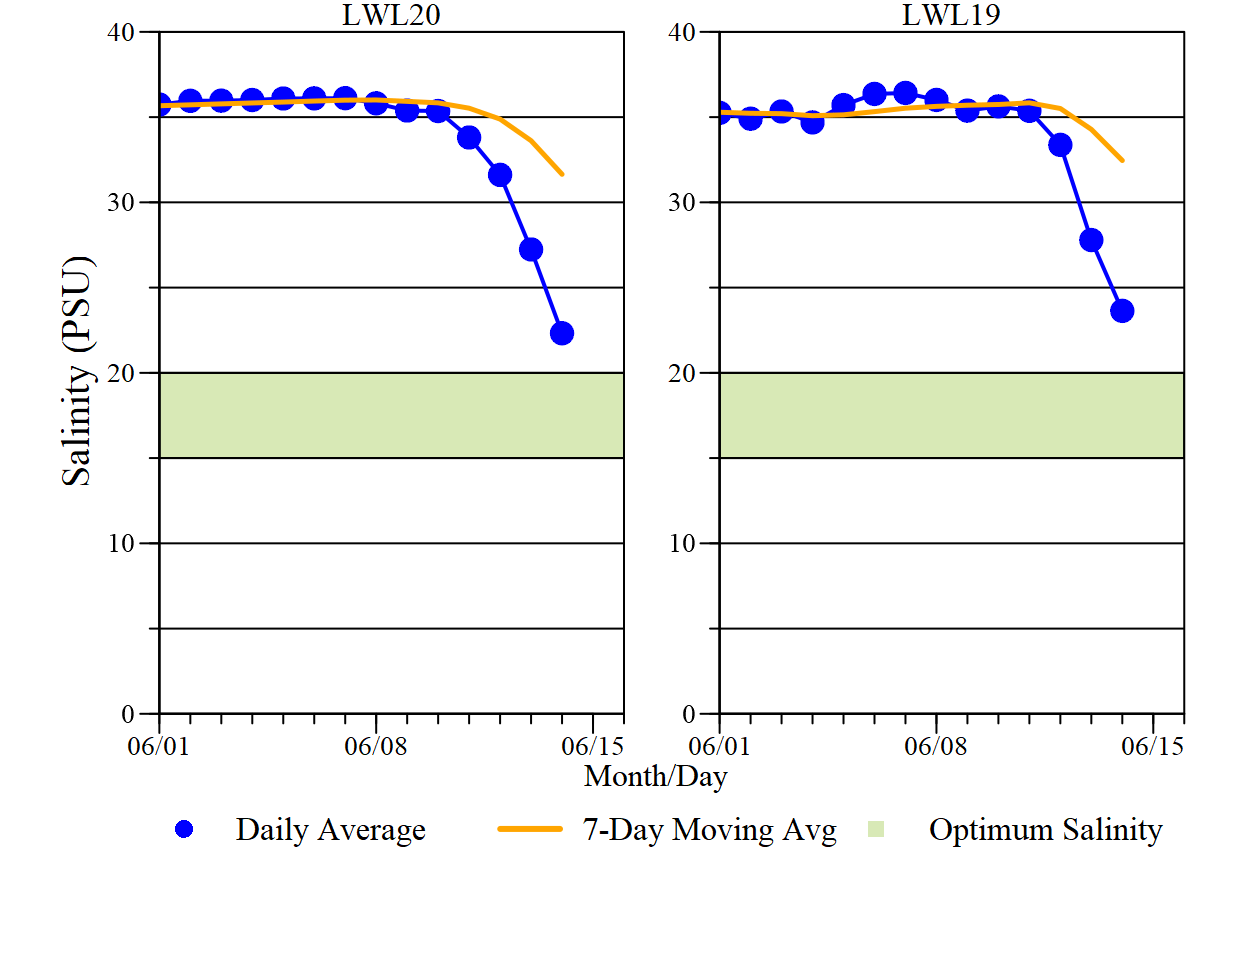 LWL20
LWL19
40
30
20
10
0
40
30
20
10
0
Salinity (PSU)
06/01
06/08
06/15
06/01
06/08
06/15
Month/Day
Daily Average
7-Day Moving Avg
Optimum Salinity